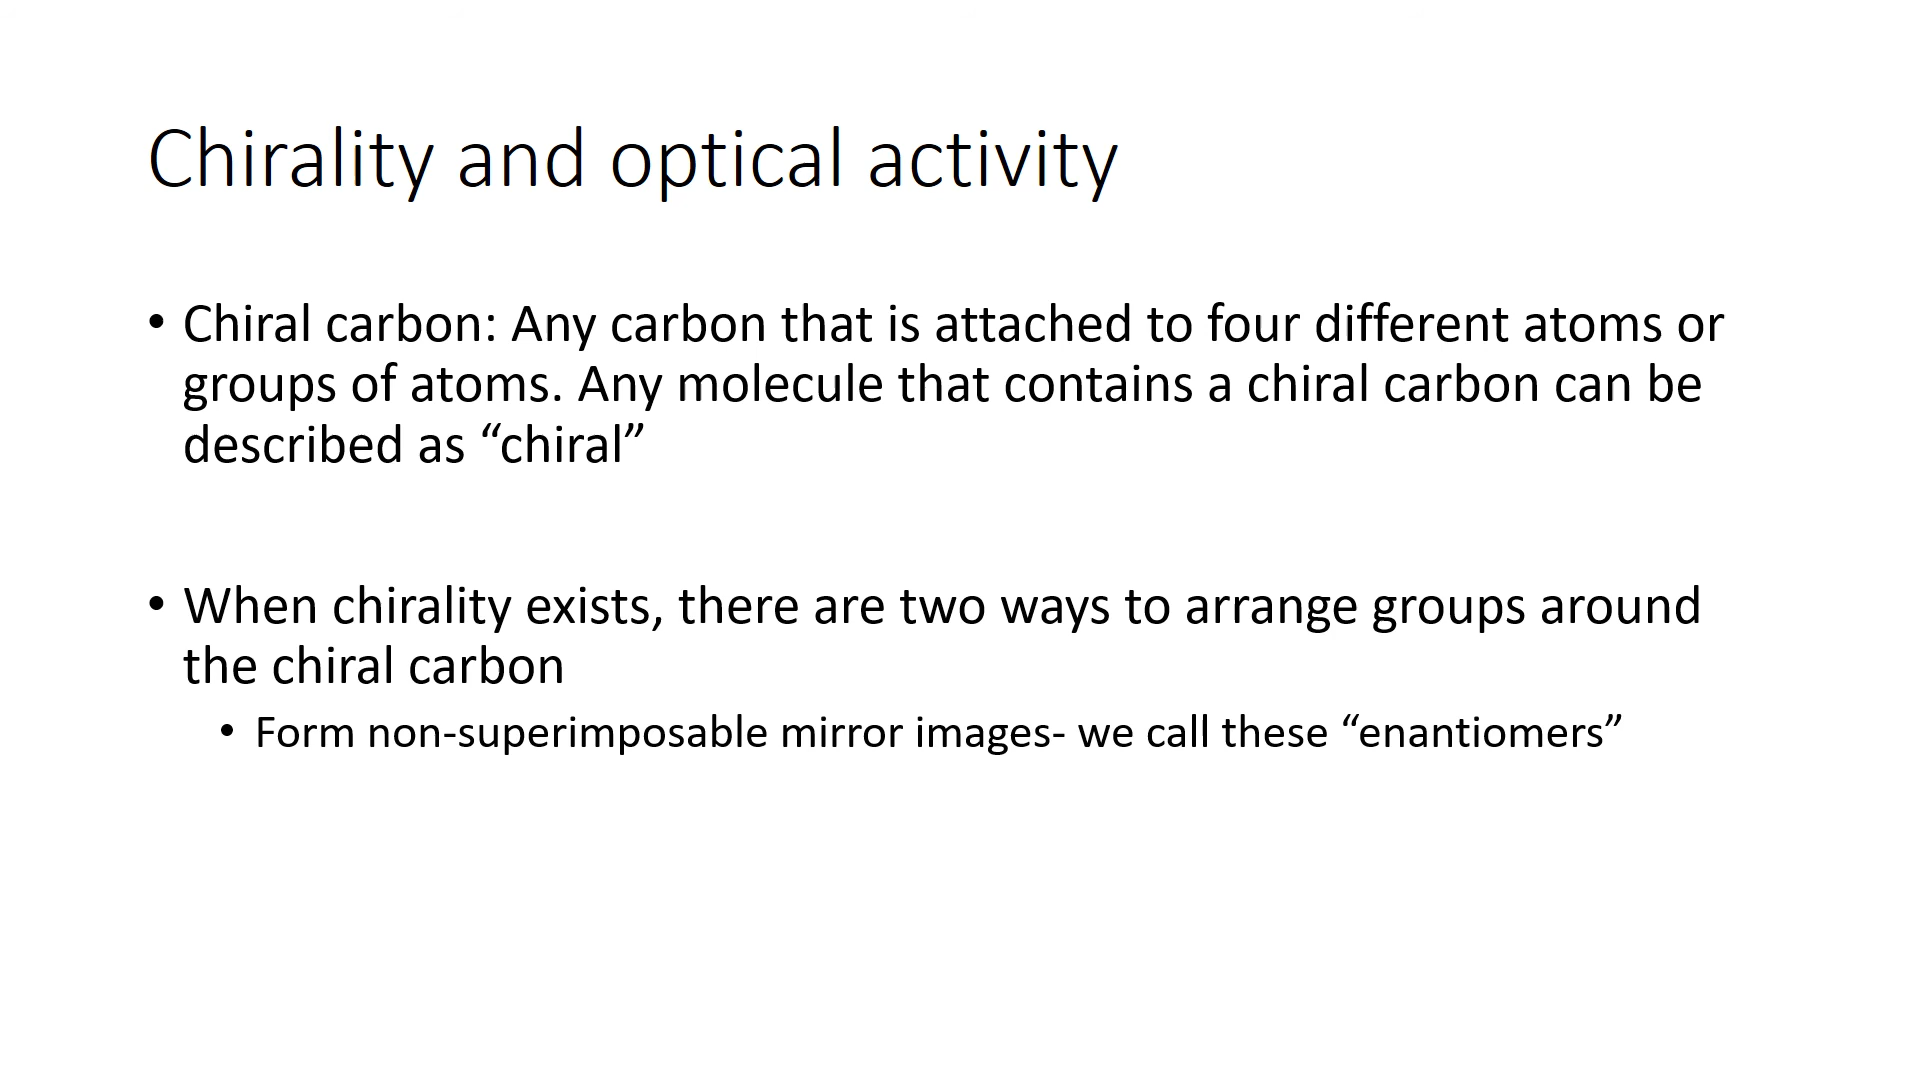 Chirality and optical activity
• Chiral carbon: Any carbon that is attached to four different atoms or
groups of atoms. Any molecule that contains a chiral carbon can be
described as “chiral”
• When chirality exists, there are two ways to arrange groups around
the chiral carbon
• Form non-superimposable mirror images- we call these “enantiomers”